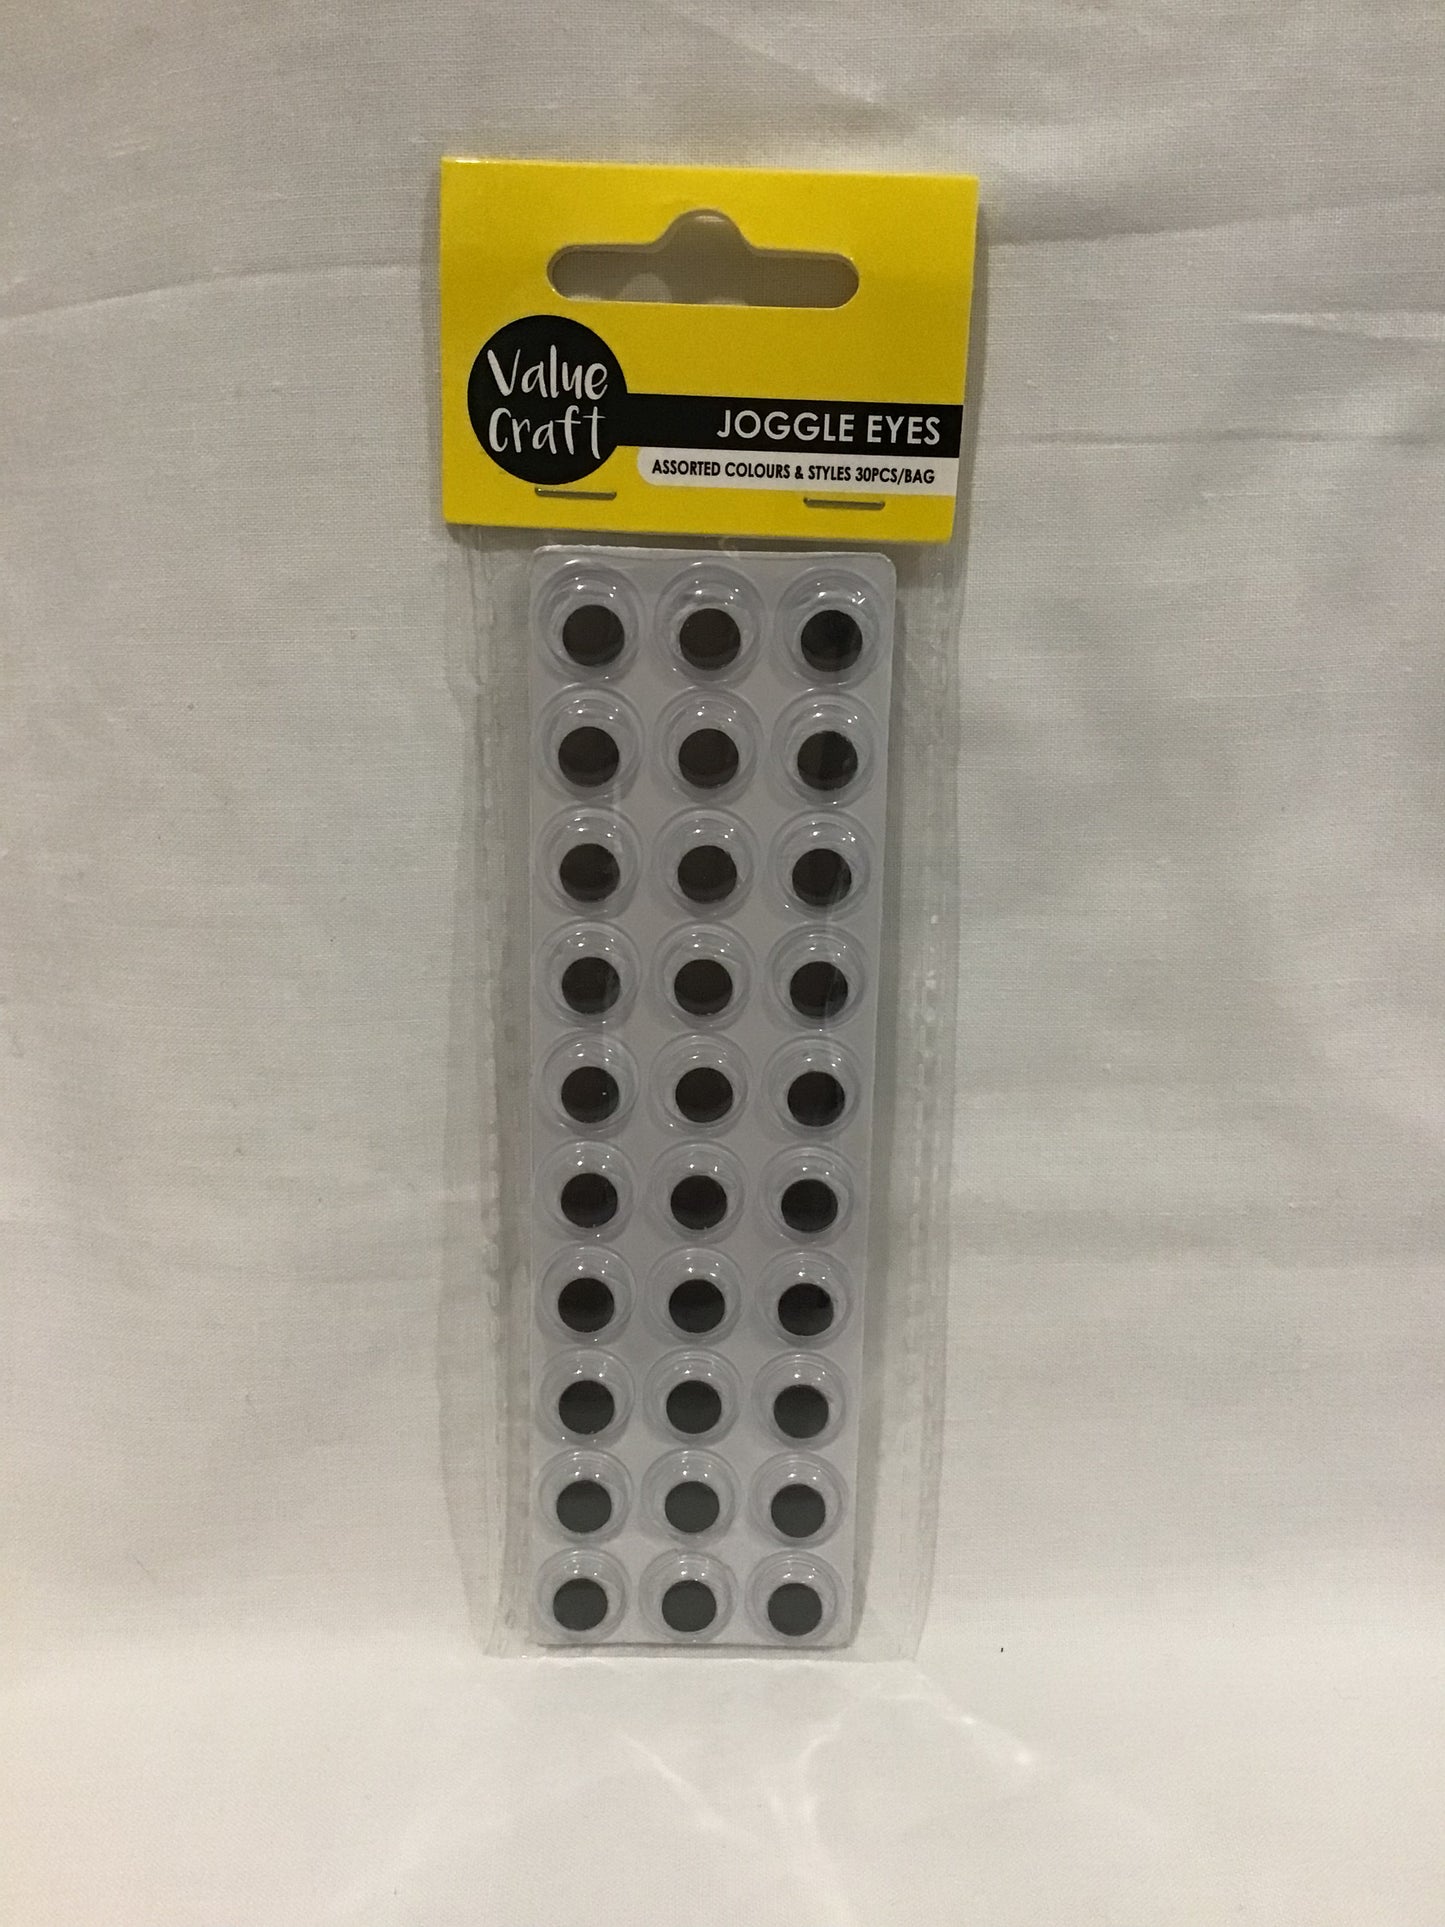 Value
Craft
JOGGLE EYES
ASSORTED COLOURS & STYLES 30PCS/BAG